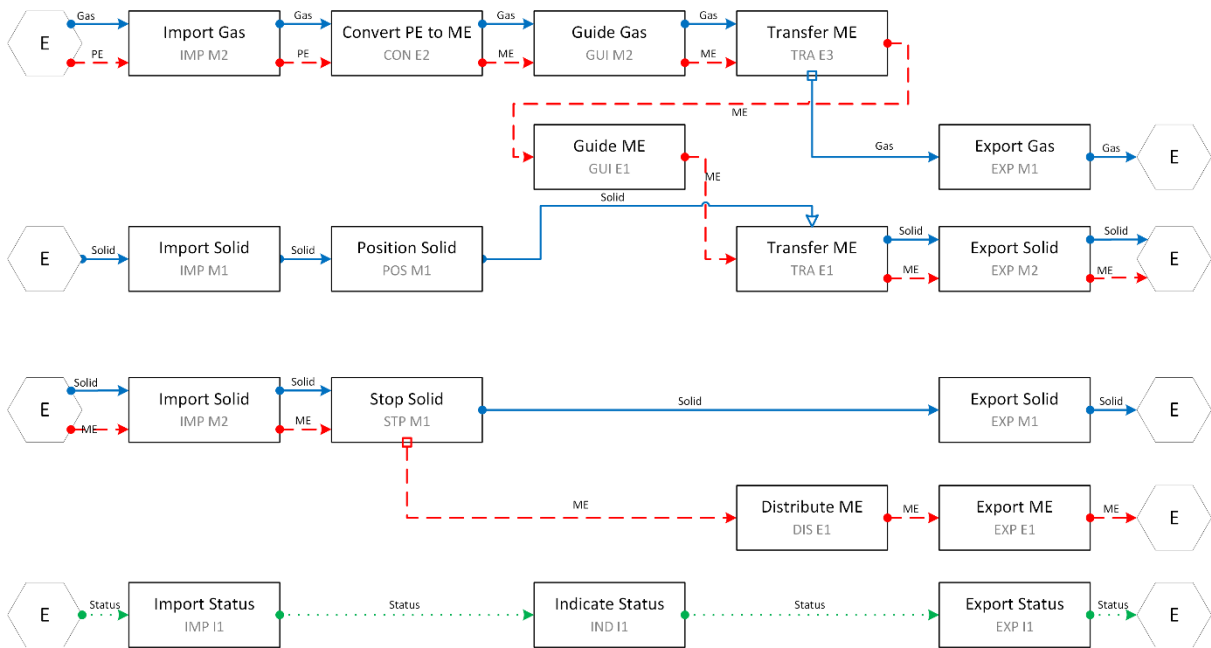 Gas
Gas
Gas
Gas
E
Import Gas
IMP M2
Convert PE to ME
CON E2
Guide Gas
GUI M2
Transfer ME
TRA E3
PE
PE
ME
ME
ME
Guide ME
GUI E1
Gas
Export Gas
EXP M1
Gas
E
ME
Solid
E
Solid
Import Solid
IMP M1
Solid
Position Solid
POS M1
Transfer ME
TRA E1
Solid
ME
Export Solid
EXP M2
Solid
ME
E
E
Solid
ME
Import Solid
IMP M2
Solid
ME
Stop Solid
STP M1
Solid
Export Solid
EXP M1
Solid
E
ME
Distribute ME
DIS E1
ME
Export ME
EXP E1
ME
E
E
Status
Import Status
IMP I1
Status
Indicate Status
IND I1
Status
Export Status
EXP I1
Status
E